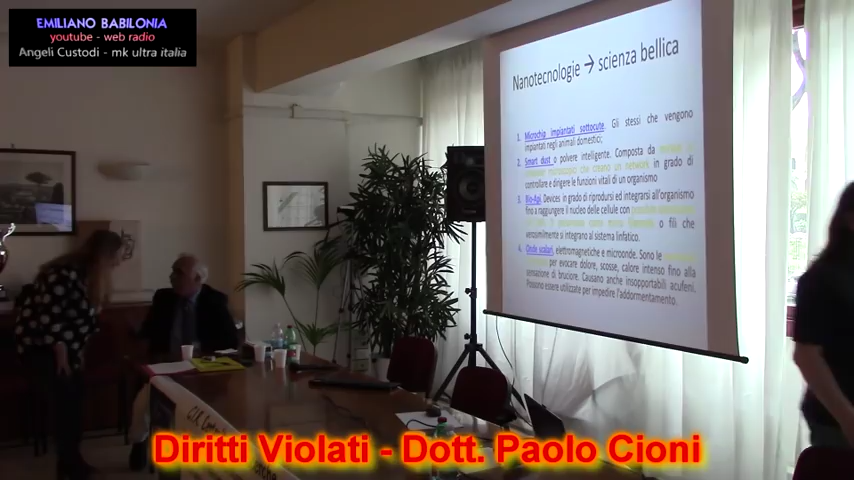 EMILIANO BABILONIA
youtube - web radio
Angeli Custodi - mk ultra italia
Nanotecnologie → scienza bellica
1. Microchip impiantati sottocute. Gli stessi che vengono
impiantati negli animali domestici;
2. Smart dust o polvere intelligente. Composta da
in grado di
controllare e dirigere le funzioni vitali di un organismo
3. Devices in grado di riprodursi ed integrarsi all'organismo
fino a raggiungere il nucleo delle cellule con
o fili che
verosimilmente si integrano al sistema linfatico.
4. Onde scalari, elettromagnetiche e microonde. Sono le
per evocare dolore, scosse, calore intenso fino alla
sensazione di bruciore. Causano anche insopportabili acufeni.
Possono essere utilizzate per impedire l'addormentamento.
Diritti Violati - Dott. Paolo Cioni